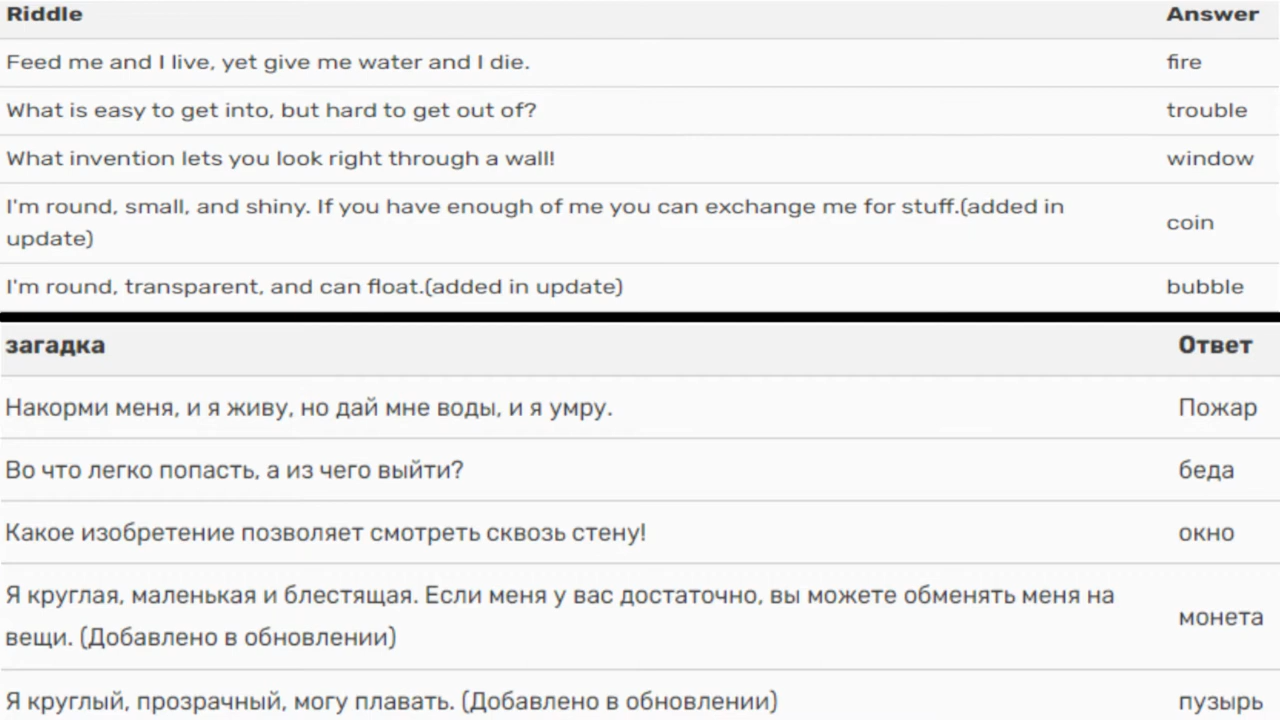 Riddle Answer
Feed me and I live, yet give me water and I die. fire
What is easy to get into, but hard to get out of? trouble
What invention lets you look right through a wall! window
I'm round, small, and shiny. If you have enough of me you can exchange me for stuff.(added in
update) coin
I'm round, transparent, and can float.(added in update) bubble
загадка Ответ
Накорми меня, и я живу, но дай мне воды, и я умру. Пожар
Во что легко попасть, а из чего выйти? беда
Какое изобретение позволяет смотреть сквозь стену! окно
Я круглая, маленькая и блестящая. Если меня у вас достаточно, вы можете обменять меня на
вещи. (Добавлено в обновлении) монета
Я круглый, прозрачный, могу плавать. (Добавлено в обновлении) пузырь